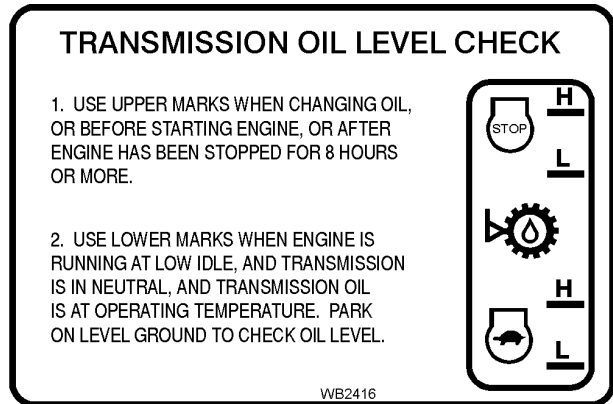 TRANSMISSION OIL LEVEL CHECK
1. USE UPPER MARKS WHEN CHANGING OIL,
OR BEFORE STARTING ENGINE, OR AFTER
ENGINE HAS BEEN STOPPED FOR 8 HOURS
OR MORE.
2. USE LOWER MARKS WHEN ENGINE IS
RUNNING AT LOW IDLE, AND TRANSMISSION
IS IN NEUTRAL, AND TRANSMISSION OIL
IS AT OPERATING TEMPERATURE. PARK
ON LEVEL GROUND TO CHECK OIL LEVEL.
H
STOP
L
H
L
WB2416